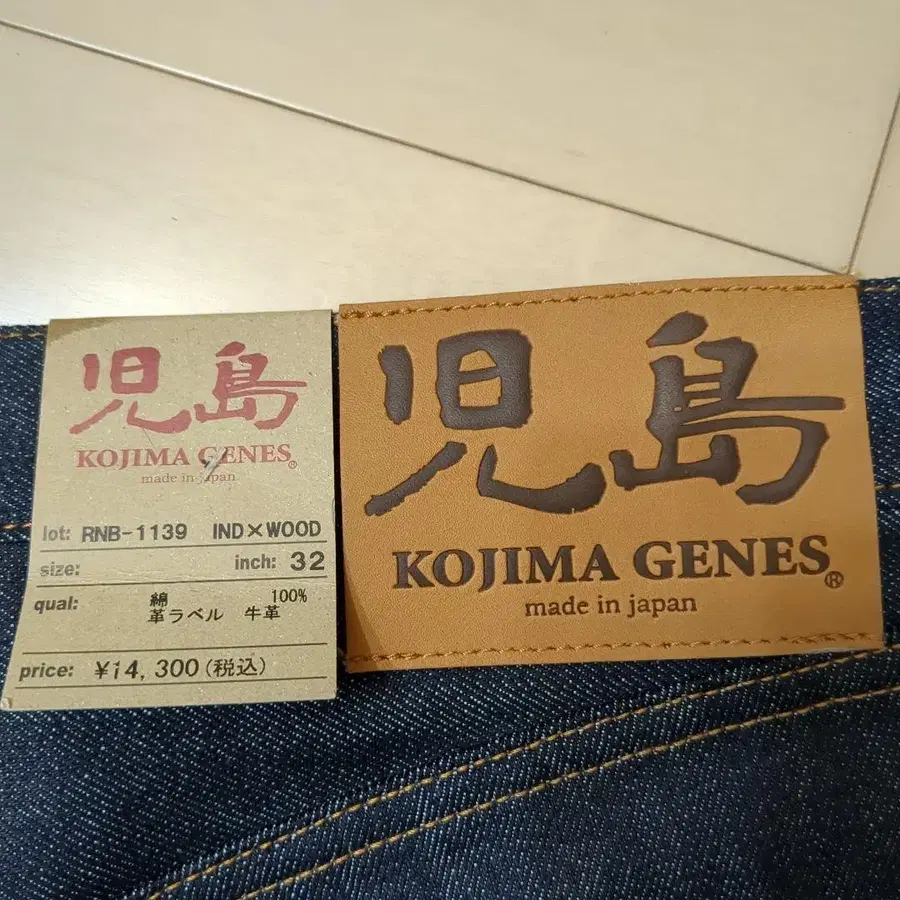 児島
KOJIMA GENES®
made in japan
lot: RNB-1139 IND×WOOD
size: inch: 32
qual: 綿 100%
革ラベル 牛革
price: ¥14,300(税込)
児島
KOJIMA GENES®
made in japan